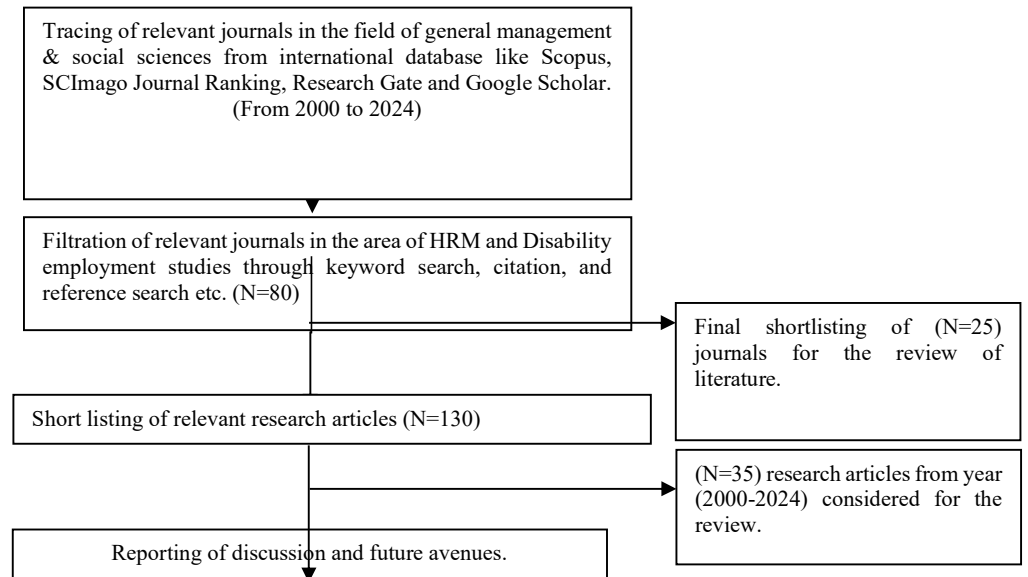 Tracing of relevant journals in the field of general management
& social sciences from international database like Scopus,
SCImago Journal Ranking, Research Gate and Google Scholar.
(From 2000 to 2024)
Filtration of relevant journals in the area of HRM and Disability
employment studies through keyword search, citation, and
reference search etc. (N=80)
Final shortlisting of (N=25)
journals for the review of
literature.
Short listing of relevant research articles (N=130)
(N=35) research articles from year
(2000-2024) considered for the
review.
Reporting of discussion and future avenues.